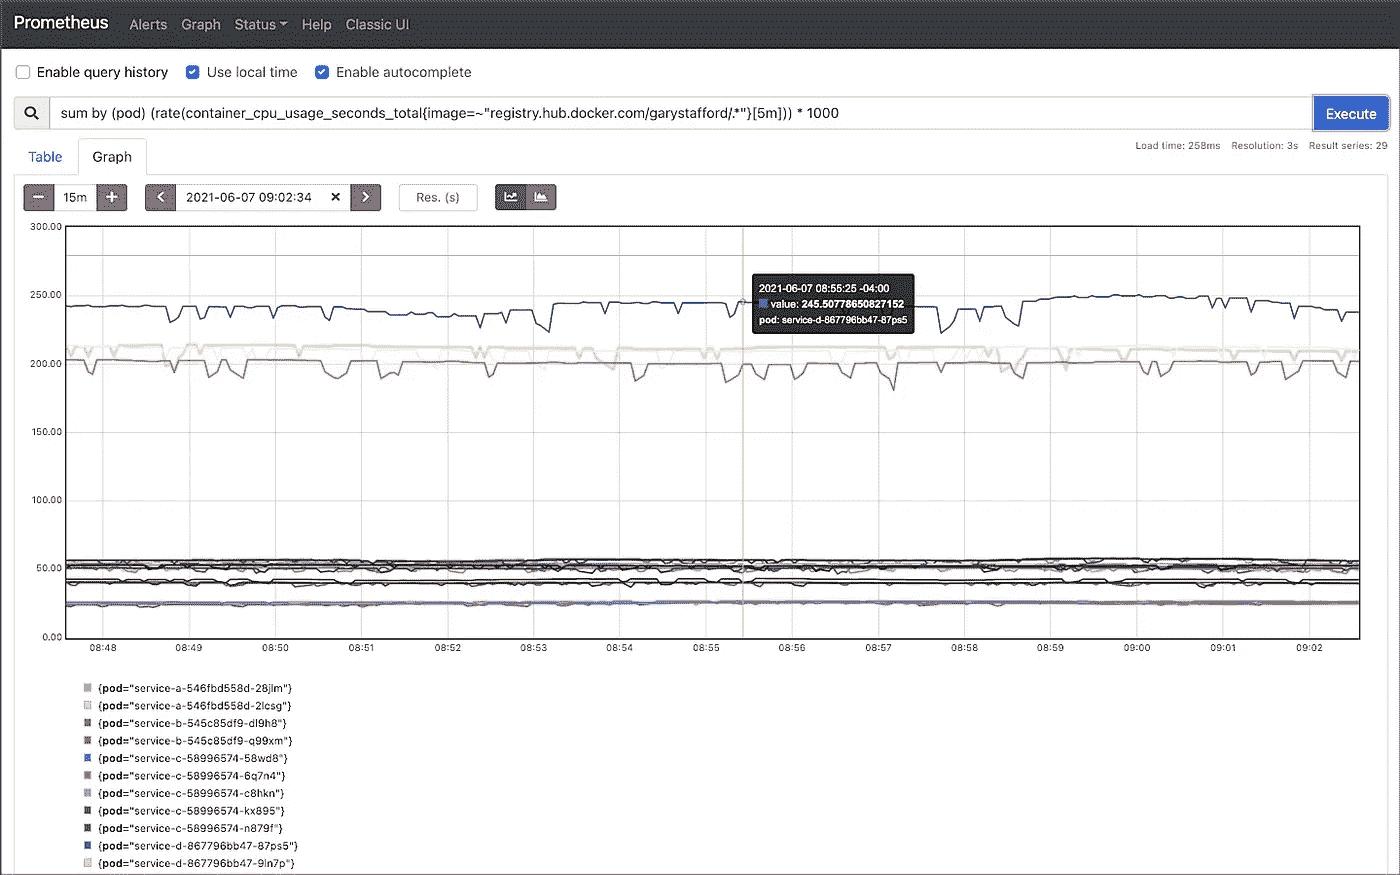 Prometheus Alerts Graph Status Help Classic UI
Enable query history Use local time Enable autocomplete
sum by (pod) (rate(container_cpu_usage_seconds_total{image=~"registry.hub.docker.com/garystafford/.*"}[5m])) * 1000 Execute
Load time: 258ms Resolution: 3s Result series: 29
Table Graph
− 15m + < 2021-06-07 09:02:34 × > Res. (s)
300.00
250.00
2021-06-07 08:55:25 -04:00
value: 245.50778650827152
pod: service-d-867796bb47-87ps5
200.00
150.00
100.00
50.00
0.00
08:48 08:49 08:50 08:51 08:52 08:53 08:54 08:55 08:56 08:57 08:58 08:59 09:00 09:01 09:02
{pod="service-a-546fbd558d-28jlm"}
{pod="service-a-546fbd558d-2lcsg"}
{pod="service-b-545c85df9-dl9h8"}
{pod="service-b-545c85df9-q99xm"}
{pod="service-c-58996574-58wd8"}
{pod="service-c-58996574-6q7n4"}
{pod="service-c-58996574-c8hkn"}
{pod="service-c-58996574-kx895"}
{pod="service-c-58996574-n879f"}
{pod="service-d-867796bb47-87ps5"}
{pod="service-d-867796bb47-9ln7p"}